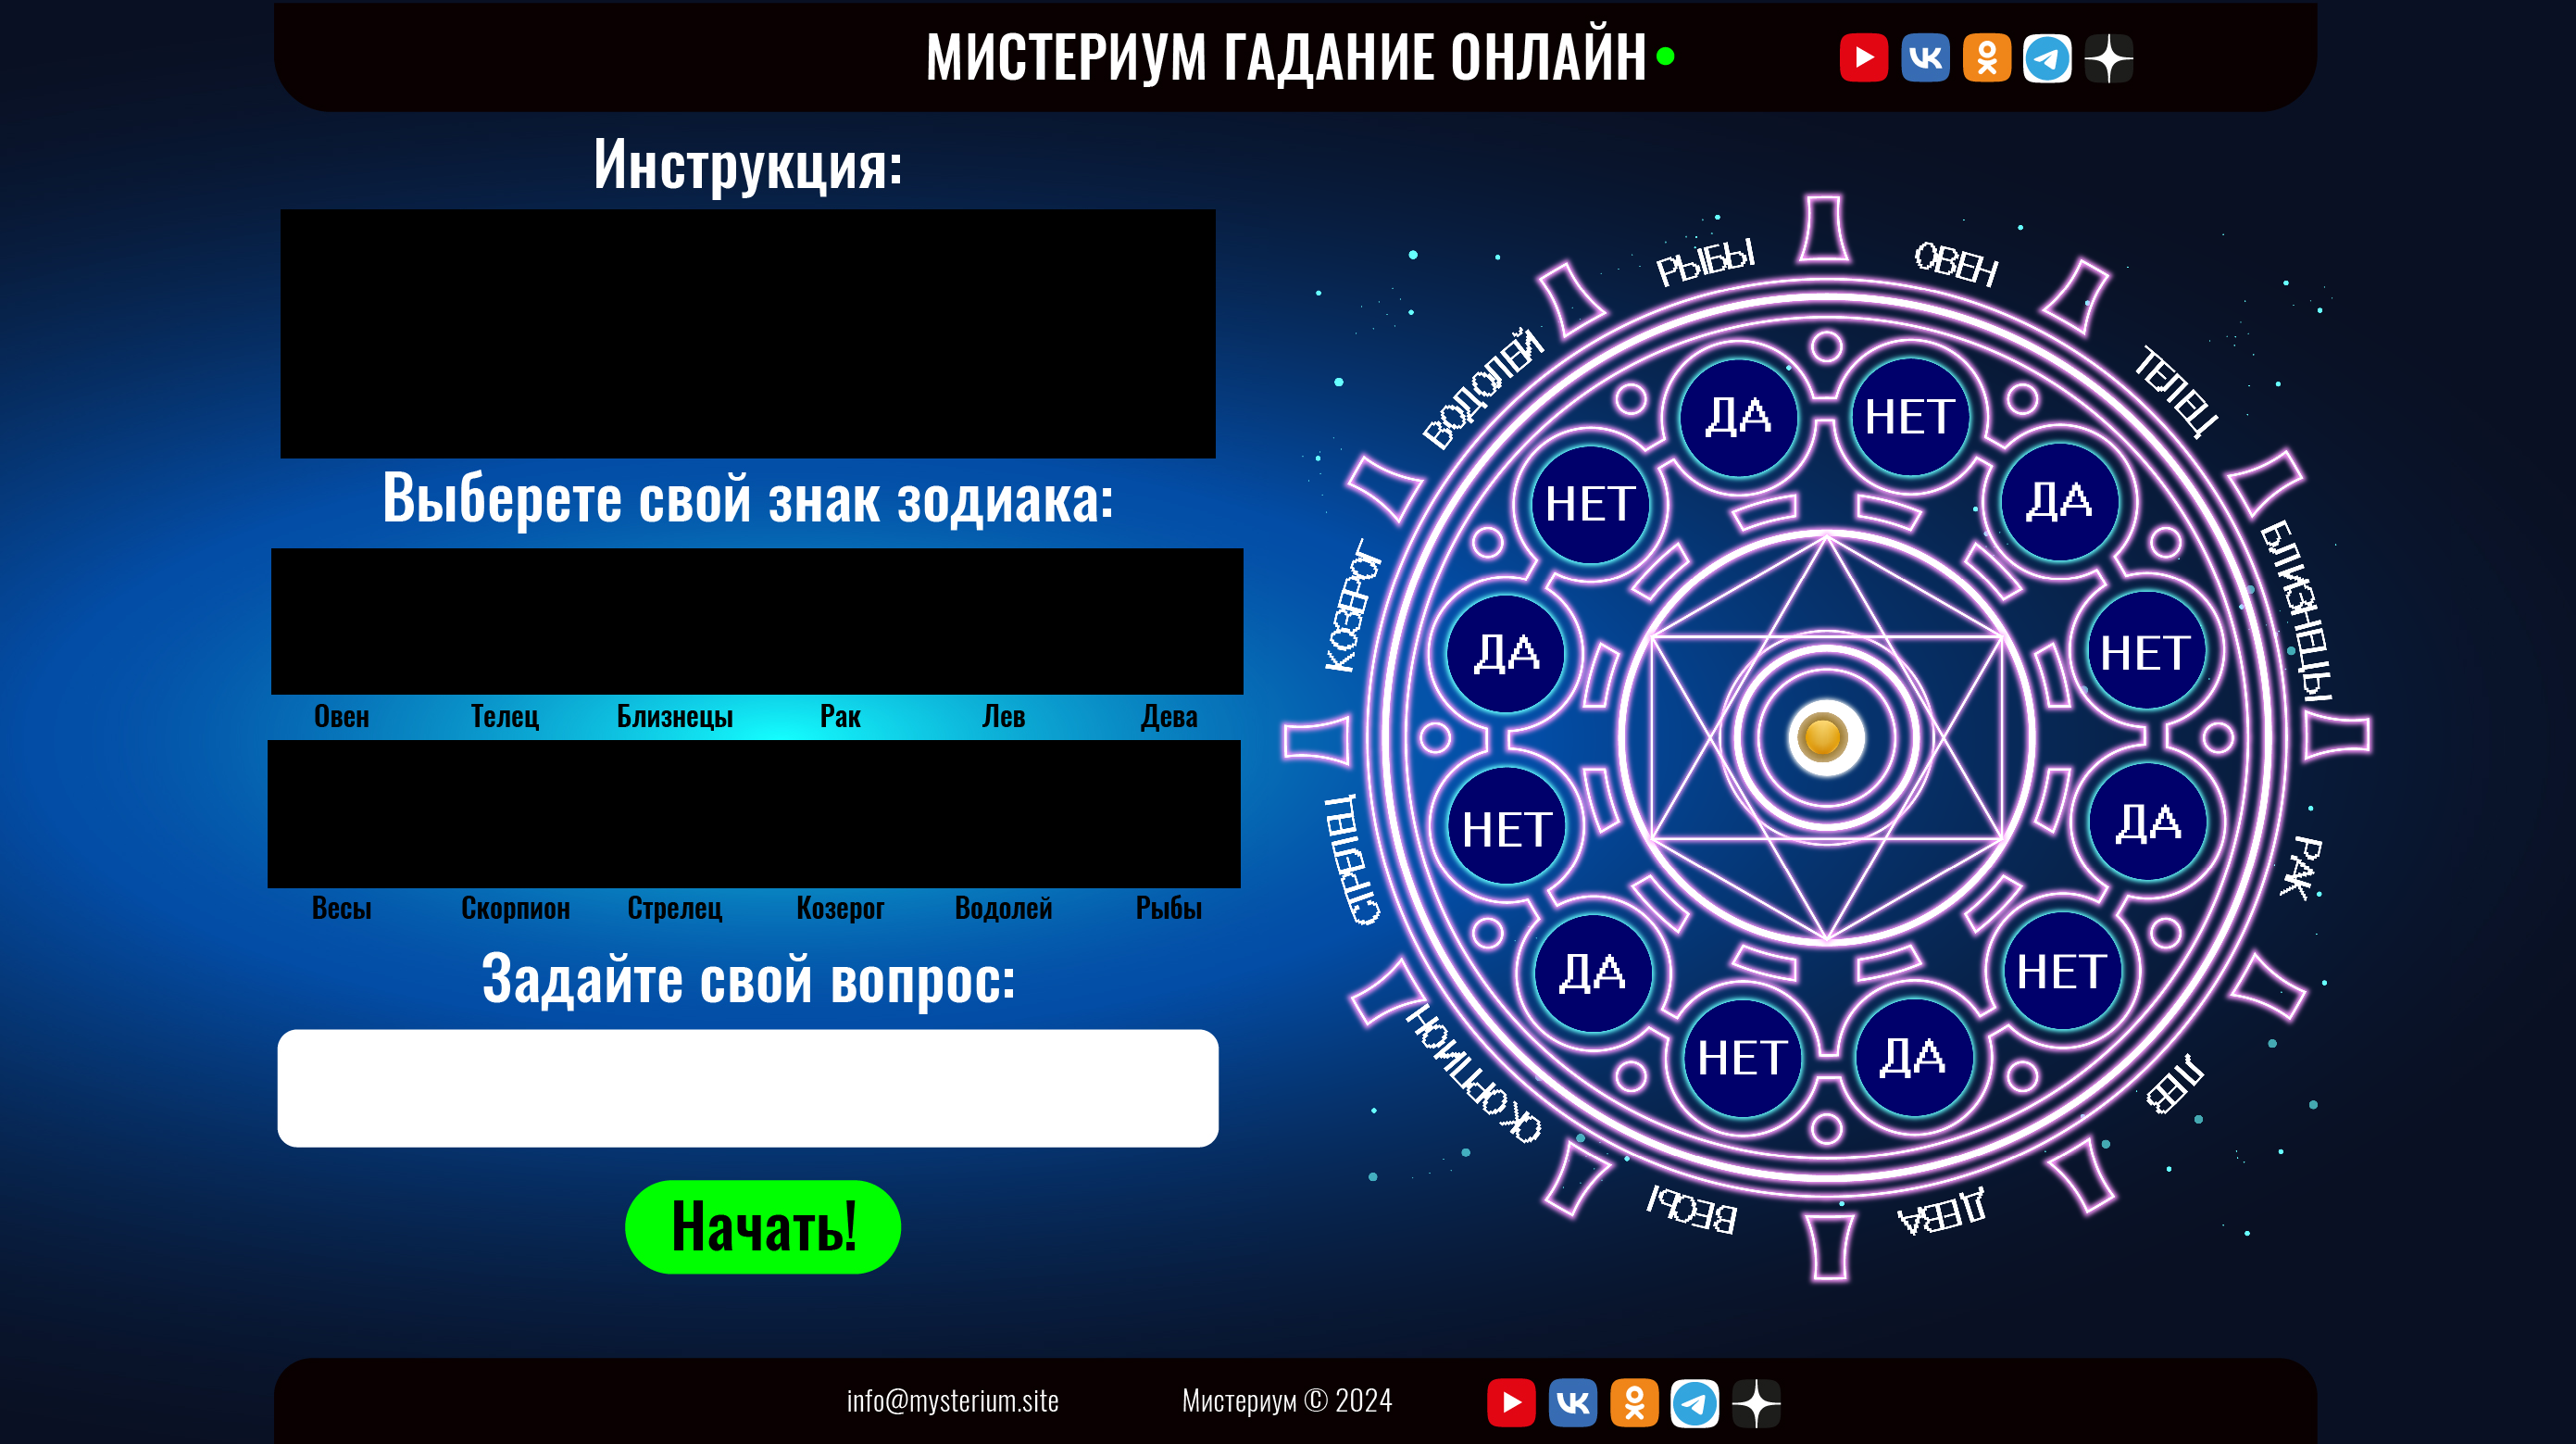 МИСТЕРИУМ ГАДАНИЕ ОНЛАЙН
Инструкция:
Выберете свой знак зодиака:
Овен Телец Близнецы Рак Лев Дева
Весы Скорпион Стрелец Козерог Водолей Рыбы
Задайте свой вопрос:
Начать!
РЫБЫ
ОВЕН
ВОДОЛЕЙ
ТЕЛЕЦ
КОЗЕРОГ
БЛИЗНЕЦЫ
СТРЕЛЕЦ
РАК
СКОРПИОН
ЛЕВ
ВЕСЫ
ДЕВА
ДА НЕТ
НЕТ ДА
ДА НЕТ
НЕТ ДА
ДА НЕТ
НЕТ ДА
info@mysterium.site Мистериум © 2024